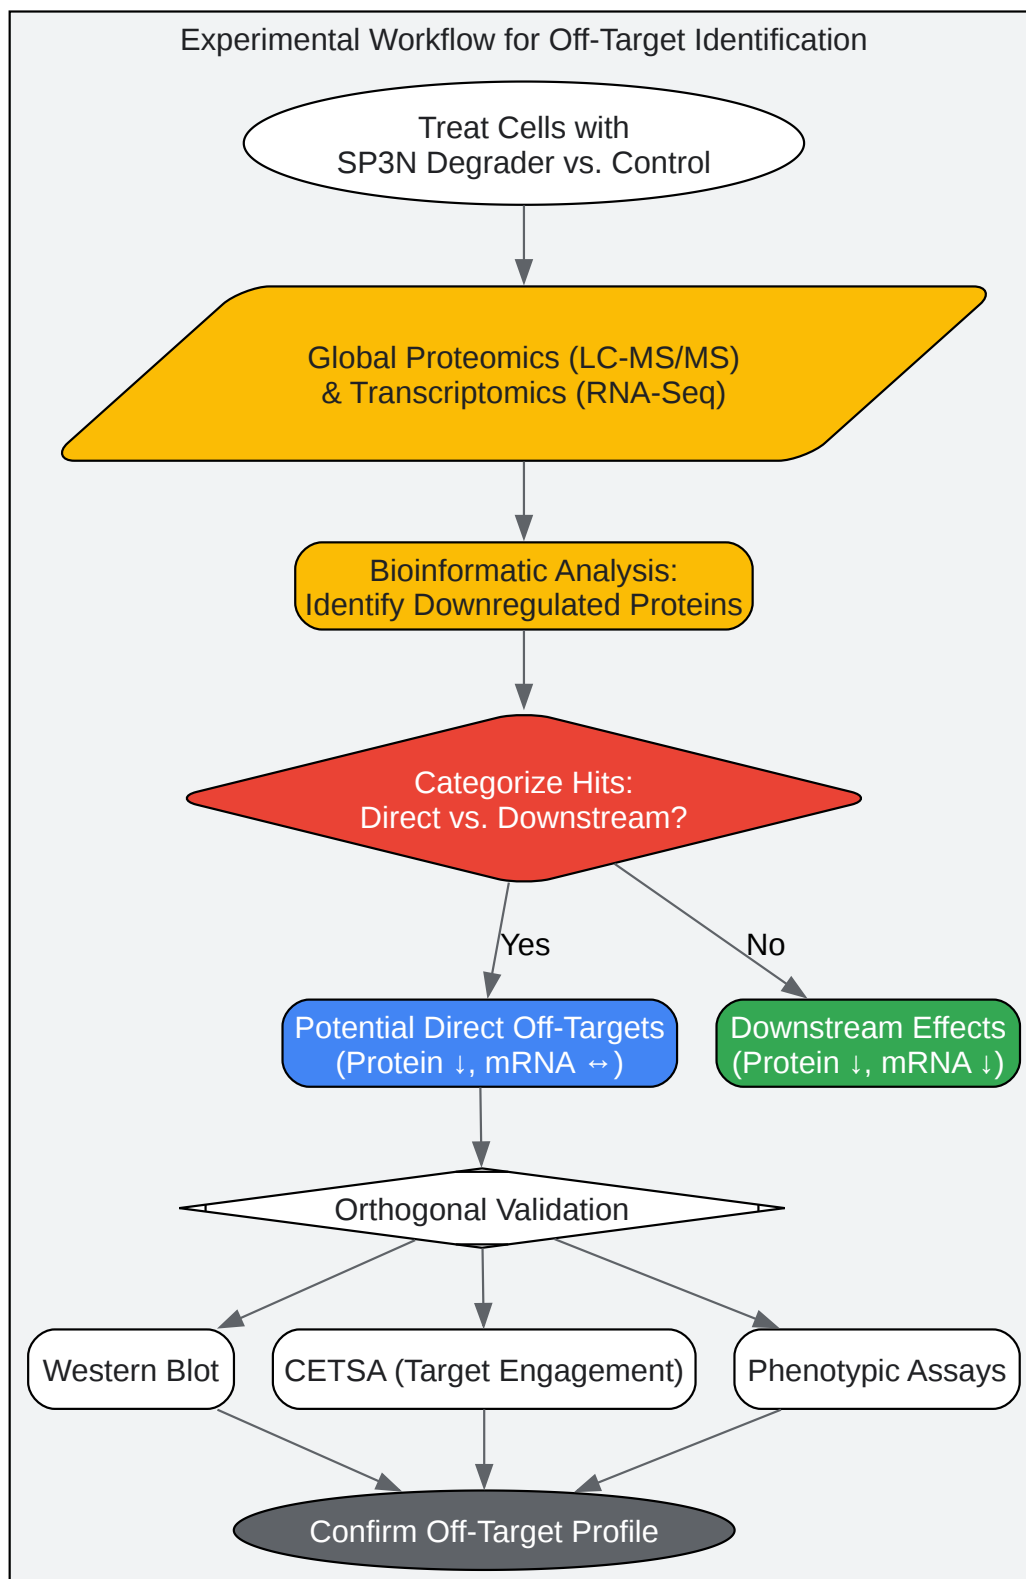 Experimental Workflow for Off-Target Identification
Treat Cells with
SP3N Degrader vs. Control
Global Proteomics (LC-MS/MS)
& Transcriptomics (RNA-Seq)
Bioinformatic Analysis:
Identify Downregulated Proteins
Categorize Hits:
Direct vs. Downstream?
Yes
No
Potential Direct Off-Targets
(Protein ↓, mRNA ↔)
Downstream Effects
(Protein ↓, mRNA ↓)
Orthogonal Validation
Western Blot
CETSA (Target Engagement)
Phenotypic Assays
Confirm Off-Target Profile